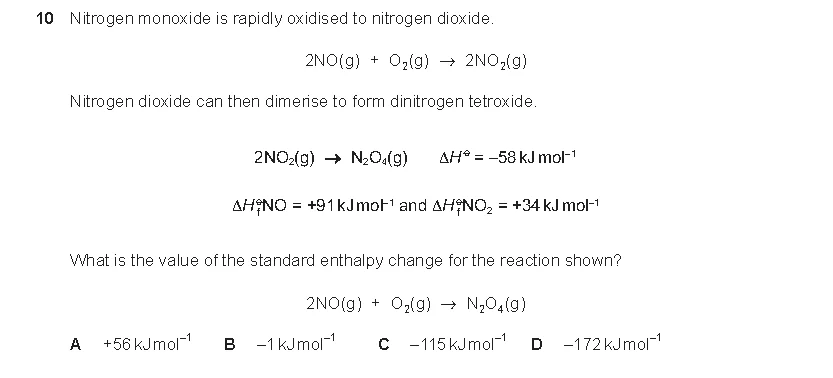 10 Nitrogen monoxide is rapidly oxidised to nitrogen dioxide.
2NO(g) + O₂(g) → 2NO₂(g)
Nitrogen dioxide can then dimerise to form dinitrogen tetroxide.
2NO₂(g) → N₂O₄(g) ΔH⦵ = –58 kJ mol⁻¹
ΔH⦵fNO = +91 kJ mol⁻¹ and ΔH⦵fNO₂ = +34 kJ mol⁻¹
What is the value of the standard enthalpy change for the reaction shown?
2NO(g) + O₂(g) → N₂O₄(g)
A +56 kJ mol⁻¹ B –1 kJ mol⁻¹ C –115 kJ mol⁻¹ D –172 kJ mol⁻¹